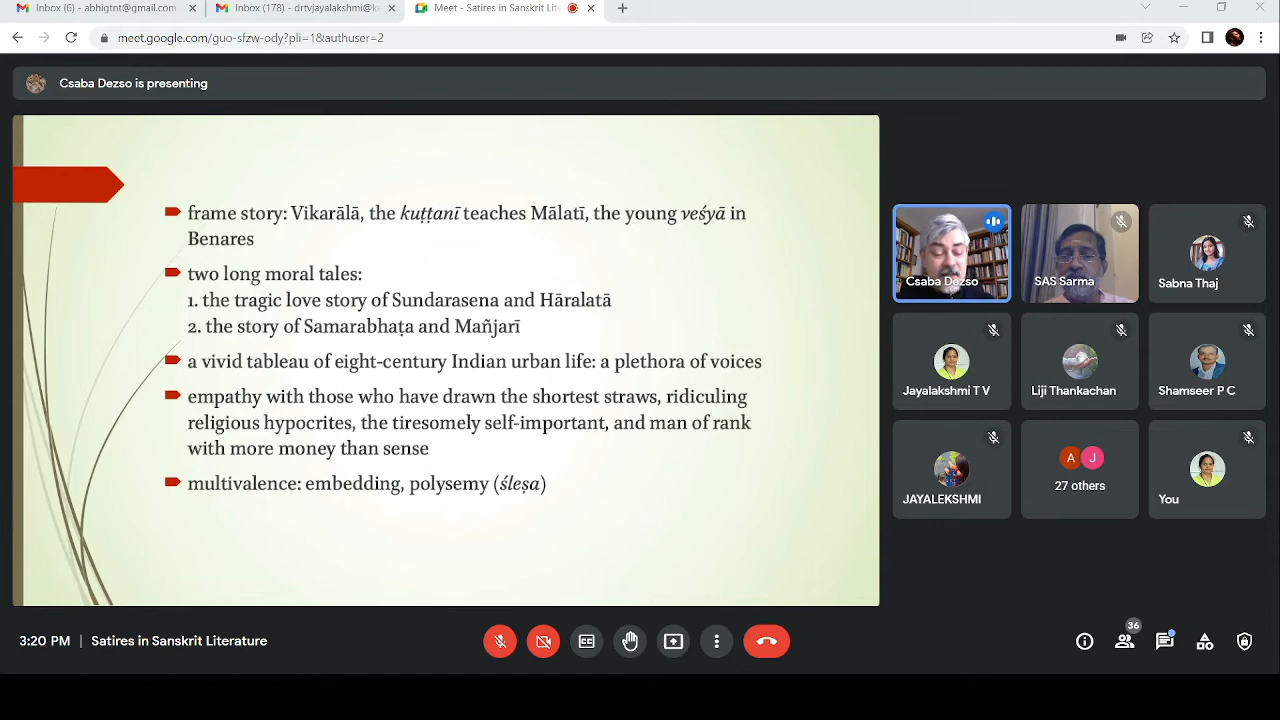 Inbox (6) - abhigtnt@gmail.com
Inbox (178) - drtvjayalakshmi@ke
Meet - Satires in Sanskrit Lite
meet.google.com/guo-sfzw-ody?pli=1&authuser=2
Csaba Dezso is presenting
frame story: Vikarālā, the kuṭṭanī teaches Mālatī, the young veśyā in
Benares
two long moral tales:
1. the tragic love story of Sundarasena and Hāralatā
2. the story of Samarabhaṭa and Mañjarī
a vivid tableau of eight-century Indian urban life: a plethora of voices
empathy with those who have drawn the shortest straws, ridiculing
religious hypocrites, the tiresomely self-important, and man of rank
with more money than sense
multivalence: embedding, polysemy (śleṣa)
Csaba Dezso
SAS Sarma
Sabna Thaj
Jayalakshmi T V
Liji Thankachan
Shamseer P C
JAYALEKSHMI
A J
27 others
You
3:20 PM | Satires in Sanskrit Literature
CC
36